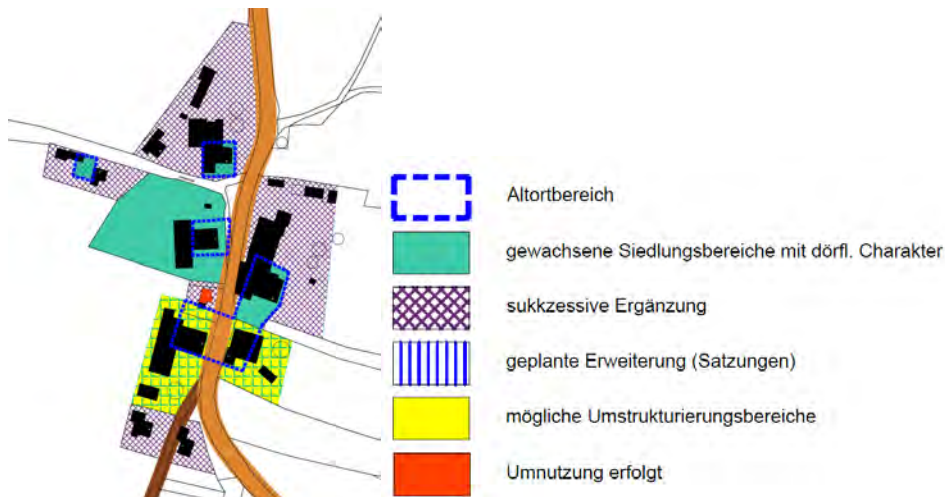 Altortbereich
gewachsene Siedlungsbereiche mit dörfl. Charakter
sukkzessive Ergänzung
geplante Erweiterung (Satzungen)
mögliche Umstrukturierungsbereiche
Umnutzung erfolgt